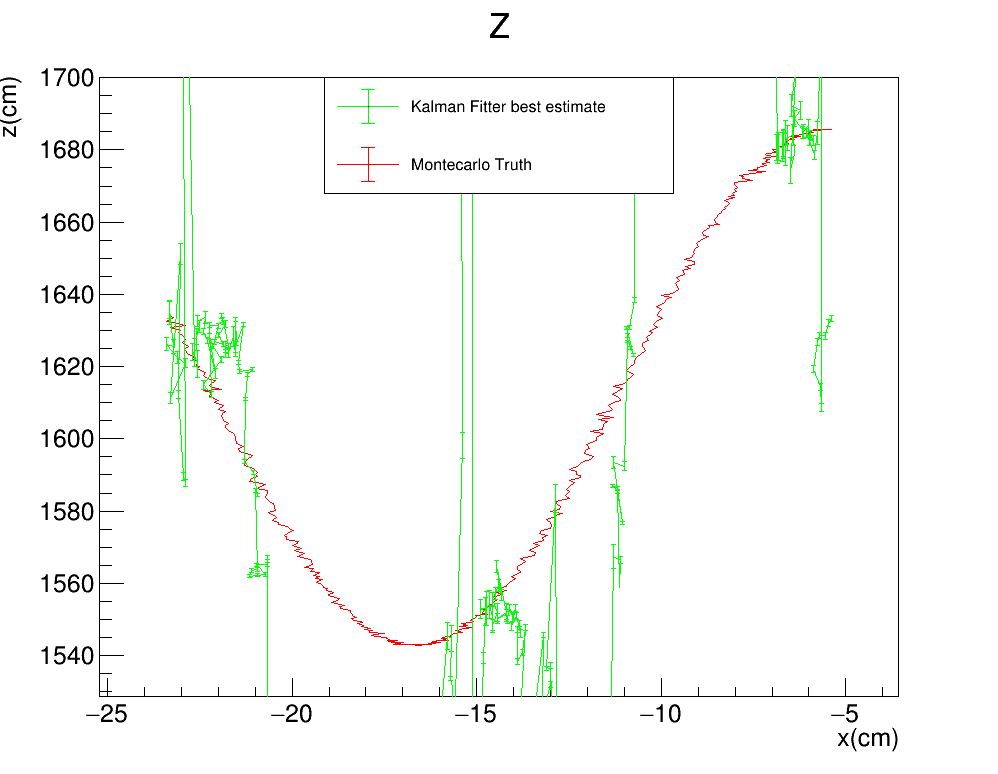 Z
z(cm)
1700
1680
1660
1640
1620
1600
1580
1560
1540
Kalman Fitter best estimate
Montecarlo Truth
−25 −20 −15 −10 −5
x(cm)